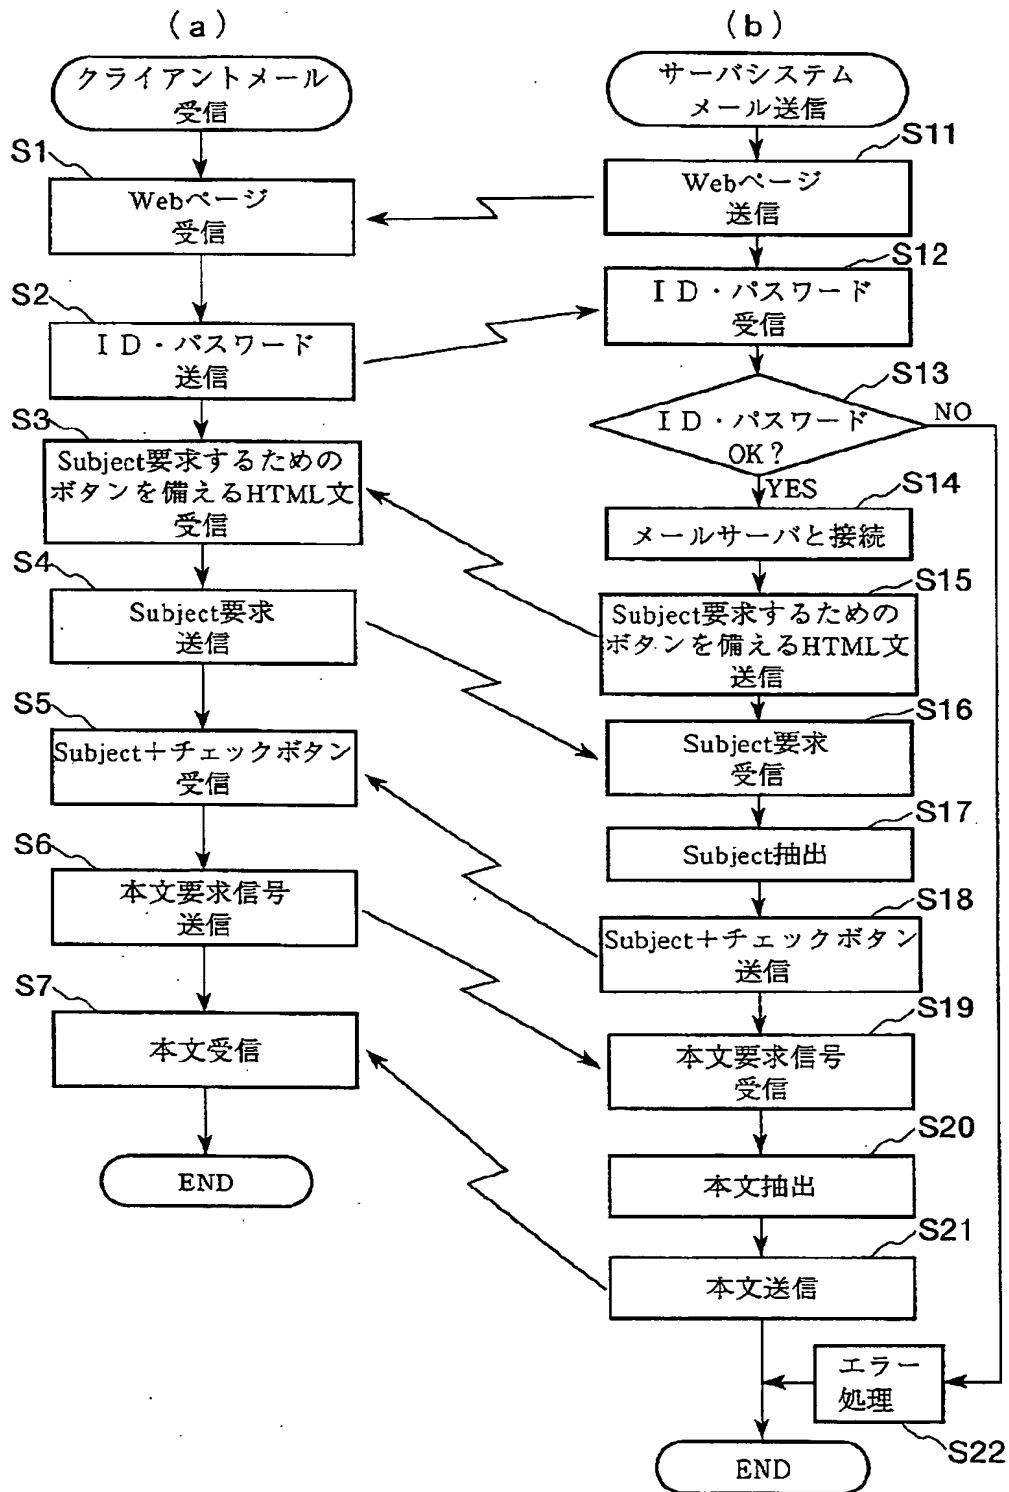 (a)
クライアントメール
受信
S1
Webページ
受信
S2
ID・パスワード
送信
S3
Subject要求するための
ボタンを備えるHTML文
受信
S4
Subject要求
送信
S5
Subject+チェックボタン
受信
S6
本文要求信号
送信
S7
本文受信
END
(b)
サーバシステム
メール送信
S11
Webページ
送信
S12
ID・パスワード
受信
S13
ID・パスワード
OK?
NO
YES
S14
メールサーバと接続
S15
Subject要求するための
ボタンを備えるHTML文
送信
S16
Subject要求
受信
S17
Subject抽出
S18
Subject+チェックボタン
送信
S19
本文要求信号
受信
S20
本文抽出
S21
本文送信
エラー
処理
S22
END